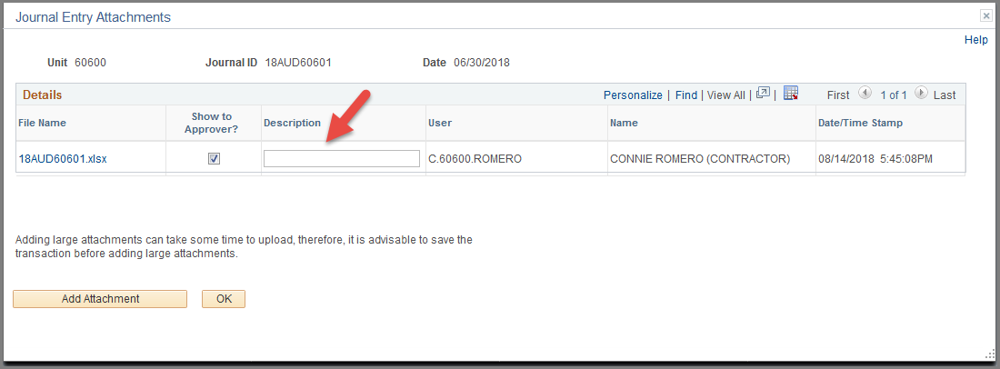 Journal Entry Attachments
Help
Unit 60600 Journal ID 18AUD60601 Date 06/30/2018
Details Personalize | Find | View All | | First 1 of 1 Last
File Name Show to Approver? Description User Name Date/Time Stamp
18AUD60601.xlsx C.60600.ROMERO CONNIE ROMERO (CONTRACTOR) 08/14/2018 5:45:08PM
Adding large attachments can take some time to upload, therefore, it is advisable to save the
transaction before adding large attachments.
Add Attachment OK